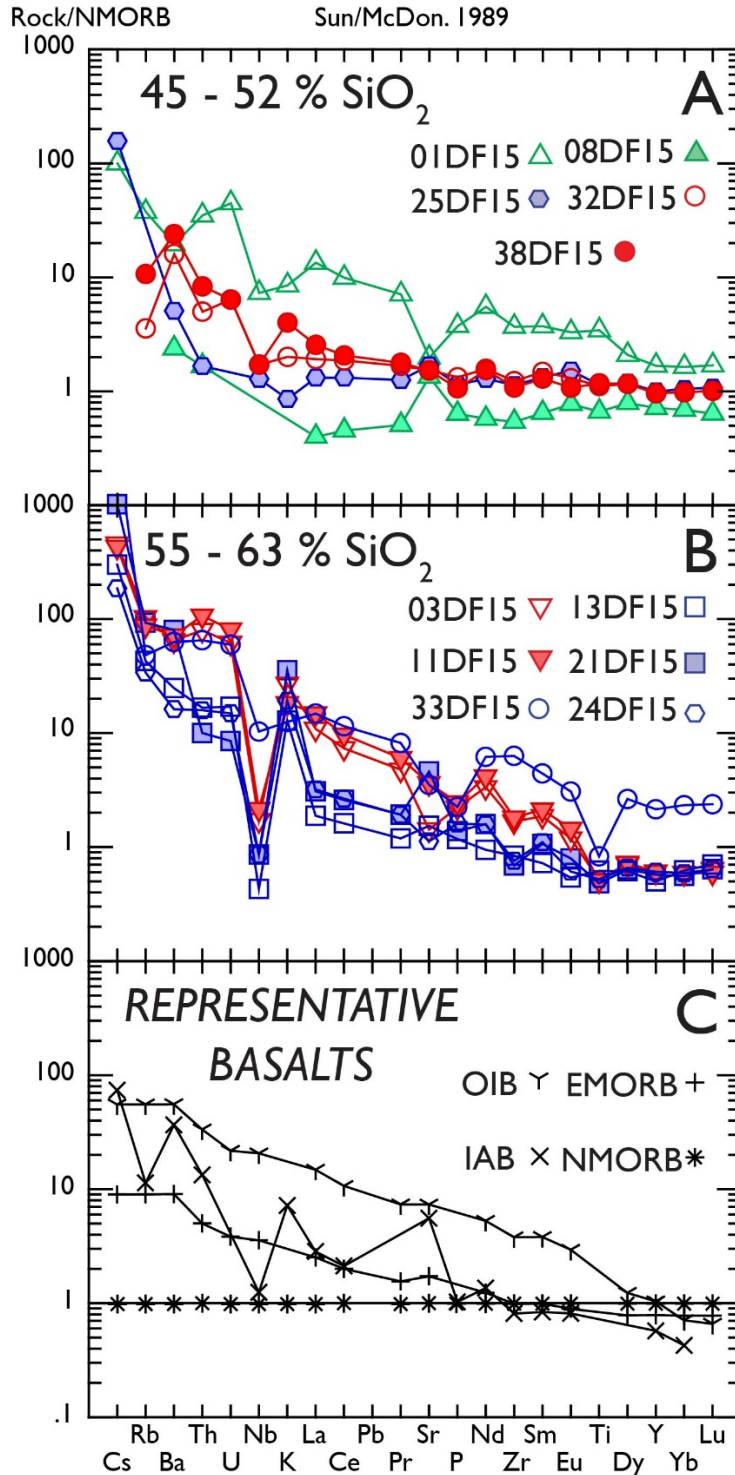 Rock/NMORB Sun/McDon. 1989
1000
45 - 52 % SiO2 A
01DF15 08DF15
100
25DF15 32DF15
38DF15
10
1
1000
55 - 63 % SiO2 B
03DF15 13DF15
100
11DF15 21DF15
33DF15 24DF15
10
1
1000
REPRESENTATIVE C
BASALTS
100
OIB EMORB
IAB NMORB
10
1
.1
Rb Th Nb La Pb Sr Nd Sm Ti Y Lu
Cs Ba U K Ce Pr P Zr Eu Dy Yb